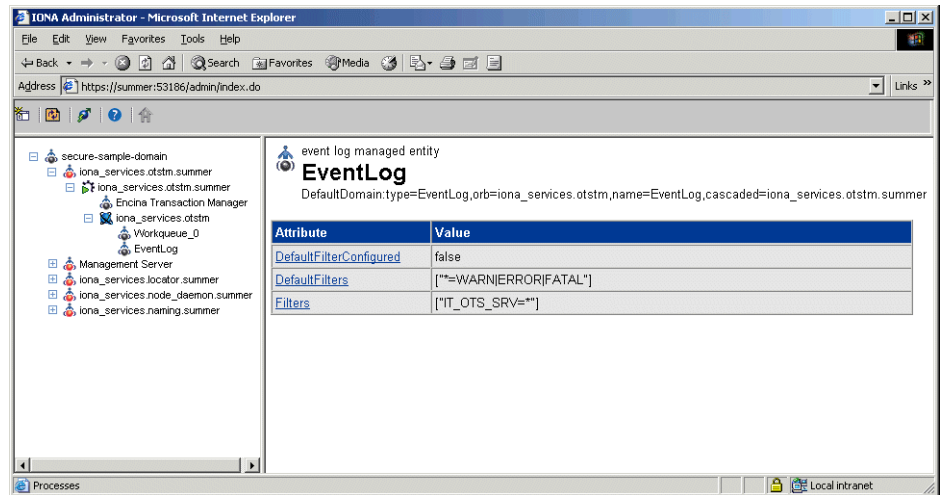 IONA Administrator - Microsoft Internet Explorer
File Edit View Favorites Tools Help
Back Search Favorites Media
Address https://summer:53186/admin/index.do Links »
secure-sample-domain
iona_services.otstm.summer
iona_services.otstm.summer
Encina Transaction Manager
iona_services.otstm
Workqueue_0
EventLog
Management Server
iona_services.locator.summer
iona_services.node_daemon.summer
iona_services.naming.summer
event log managed entity
EventLog
DefaultDomain:type=EventLog,orb=iona_services.otstm,name=EventLog,cascaded=iona_services.otstm.summer
Attribute Value
DefaultFilterConfigured false
DefaultFilters ["*=WARN|ERROR|FATAL"]
Filters ["IT_OTS_SRV=*"]
Processes Local intranet